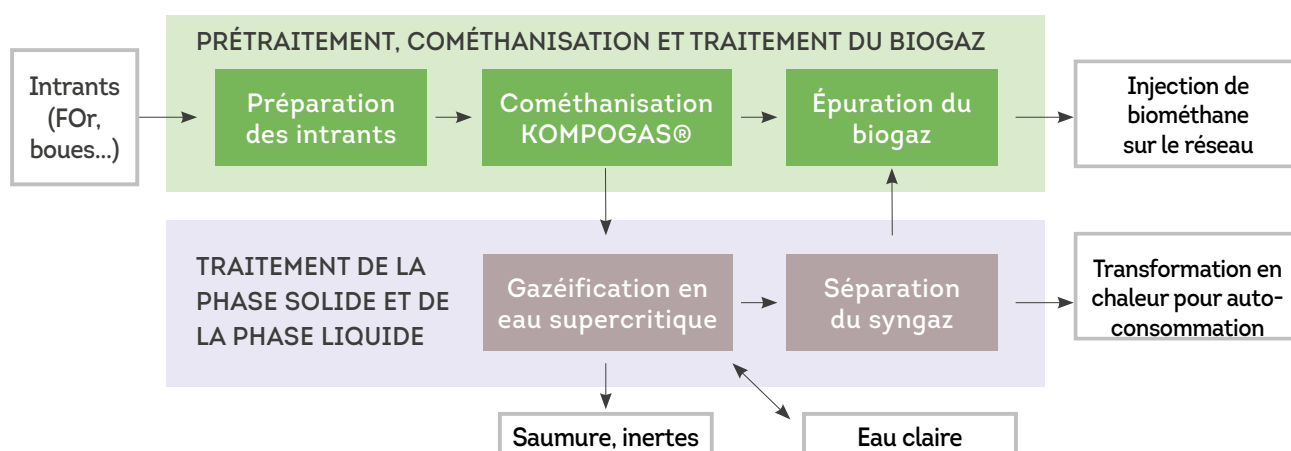 PRÉTRAITEMENT, COMÉTHANISATION ET TRAITEMENT DU BIOGAZ
Intrants
(FOr,
boues...)
Préparation
des intrants
Cométhanisation
KOMPOGAS®
Épuration du
biogaz
Injection de
biométhane
sur le réseau
TRAITEMENT DE LA
PHASE SOLIDE ET DE
LA PHASE LIQUIDE
Gazéification en
eau supercritique
Séparation
du syngaz
Transformation en
chaleur pour auto-
consommation
Saumure, inertes
Eau claire